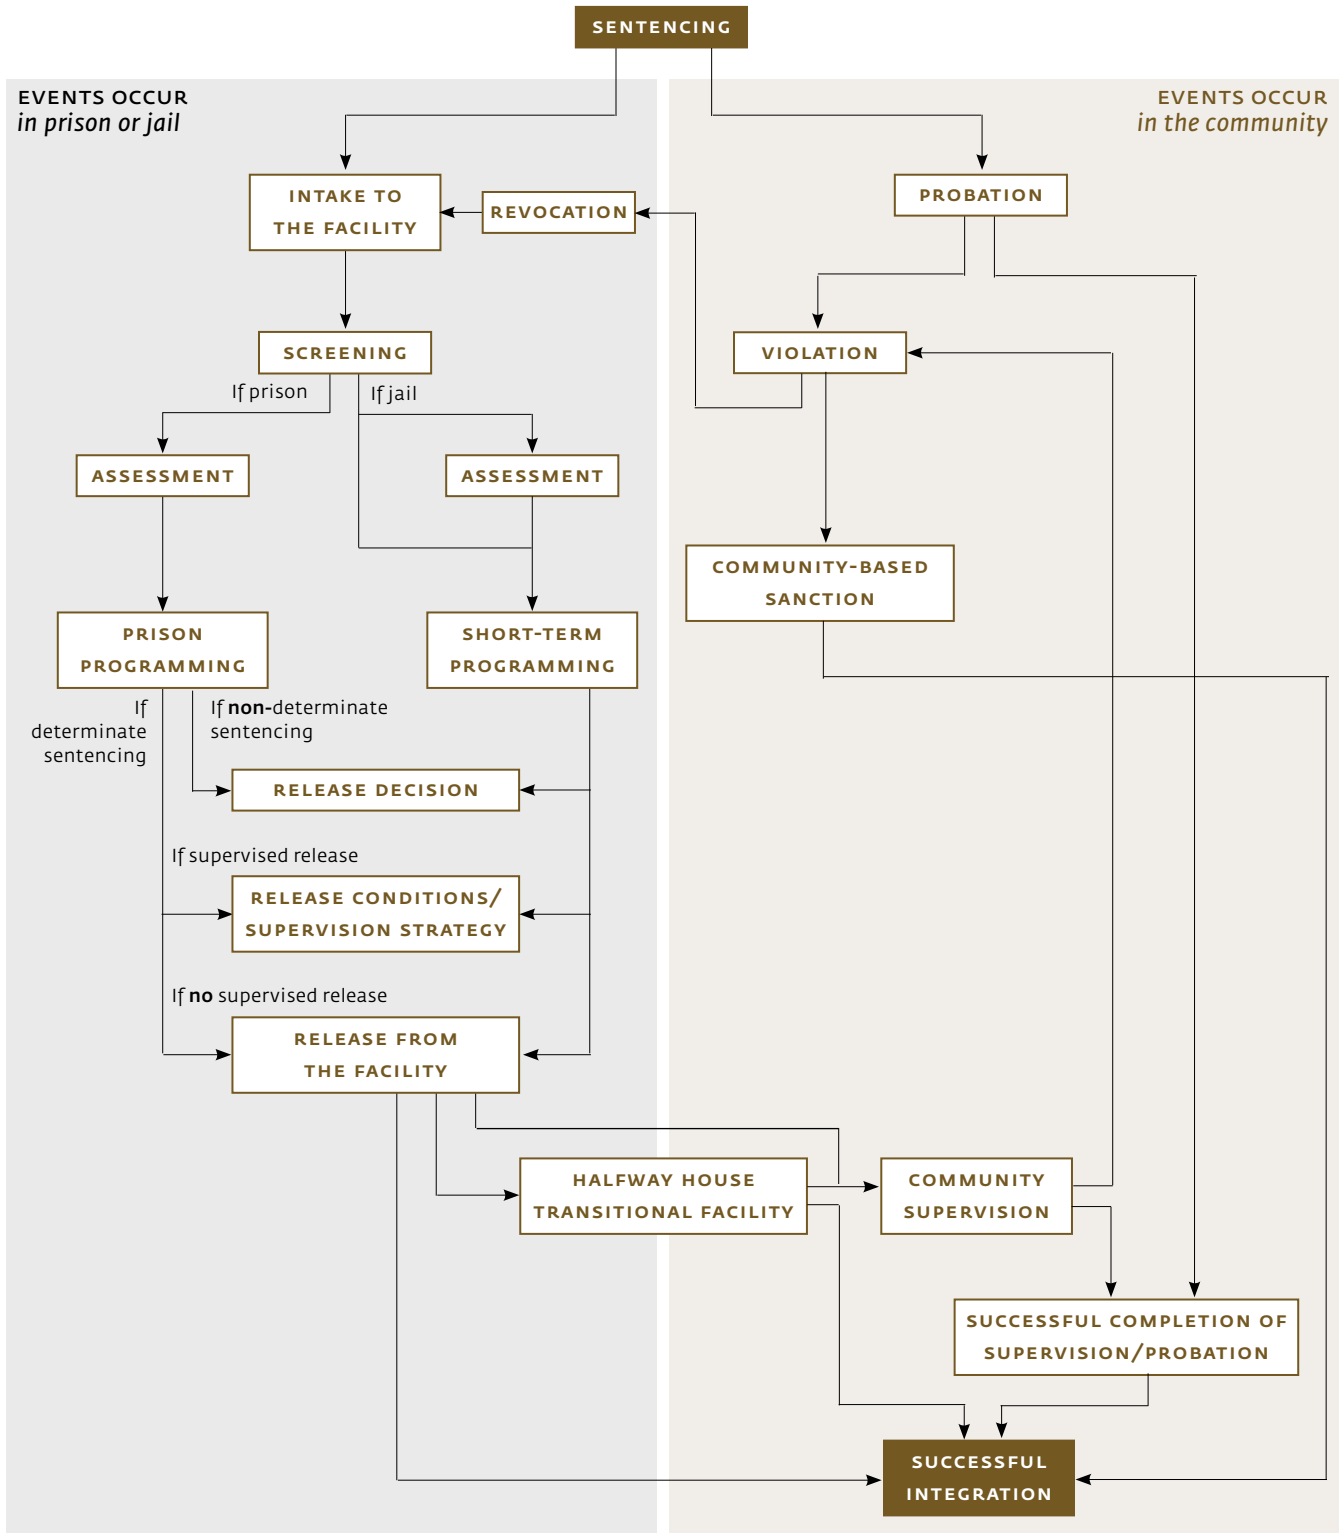 SENTENCING
EVENTS OCCUR
in prison or jail
EVENTS OCCUR
in the community
INTAKE TO
THE FACILITY
REVOCATION
PROBATION
SCREENING
VIOLATION
If prison
If jail
ASSESSMENT
ASSESSMENT
COMMUNITY-BASED
SANCTION
PRISON
PROGRAMMING
SHORT-TERM
PROGRAMMING
If
determinate
sentencing
If non-determinate
sentencing
RELEASE DECISION
If supervised release
RELEASE CONDITIONS/
SUPERVISION STRATEGY
If no supervised release
RELEASE FROM
THE FACILITY
HALFWAY HOUSE
TRANSITIONAL FACILITY
COMMUNITY
SUPERVISION
SUCCESSFUL COMPLETION OF
SUPERVISION/PROBATION
SUCCESSFUL
INTEGRATION